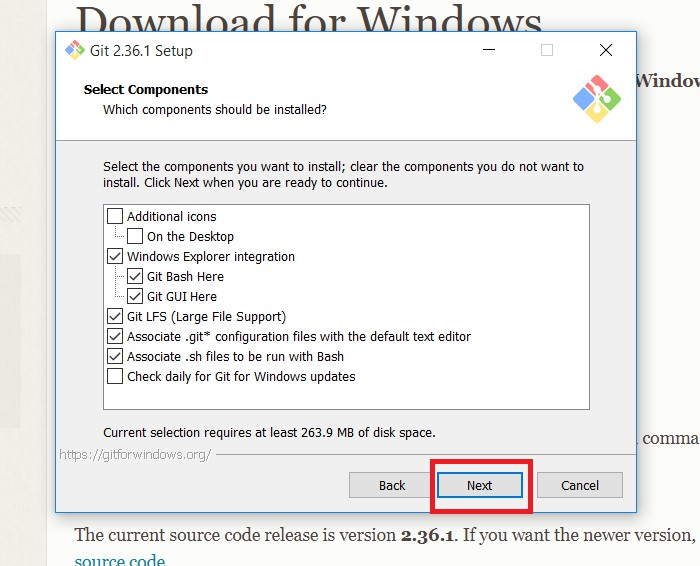 Download for Windows
Git 2.36.1 Setup
Select Components
Which components should be installed?
Select the components you want to install; clear the components you do not want to
install. Click Next when you are ready to continue.
Additional icons
On the Desktop
Windows Explorer integration
Git Bash Here
Git GUI Here
Git LFS (Large File Support)
Associate .git* configuration files with the default text editor
Associate .sh files to be run with Bash
Check daily for Git for Windows updates
Current selection requires at least 263.9 MB of disk space.
https://gitforwindows.org/
Back
Next
Cancel
The current source code release is version 2.36.1. If you want the newer version,
source code